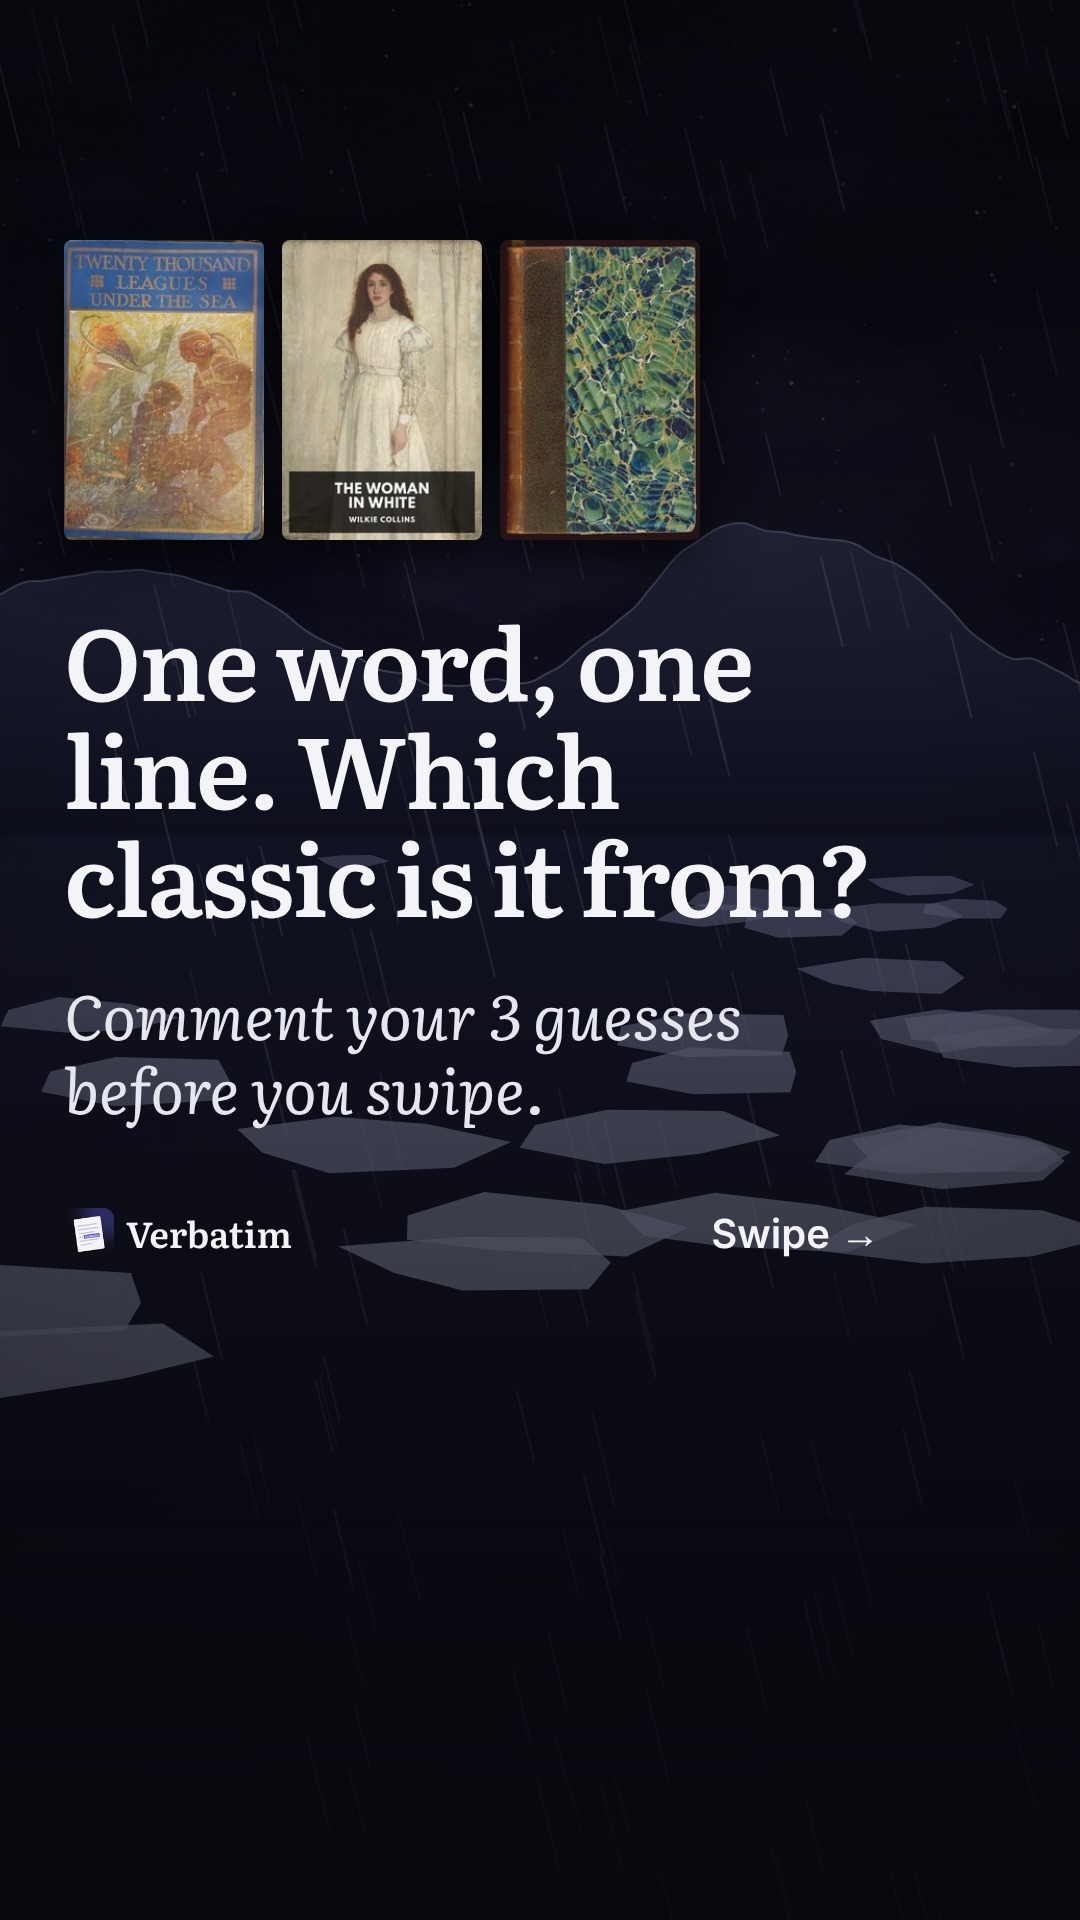 TWENTY THOUSAND
LEAGUES
UNDER THE SEA
THE WOMAN
IN WHITE
WILKIE COLLINS
One word, one
line. Which
classic is it from?
Comment your 3 guesses
before you swipe.
Verbatim
Swipe →